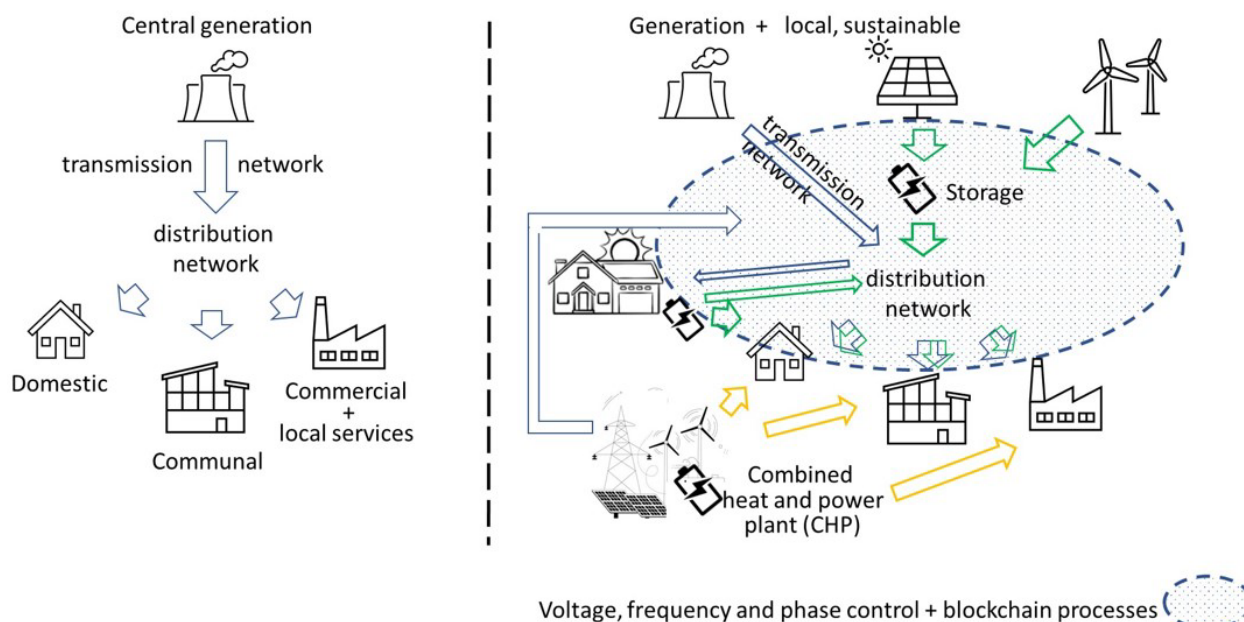 Central generation
transmission network
distribution
network
Domestic
Communal
Commercial
+
local services
Generation + local, sustainable
transmission
network
Storage
distribution
network
Combined
heat and power
plant (CHP)
Voltage, frequency and phase control + blockchain processes